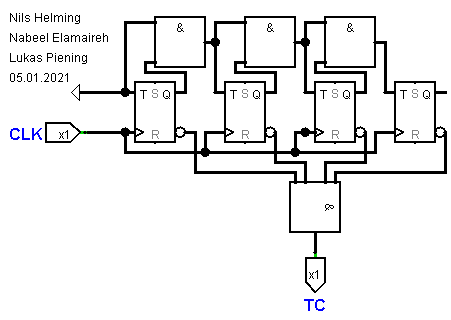 Nils Helming
Nabeel Elamaireh
Lukas Piening
05.01.2021
& & &
T S Q T S Q T S Q T S Q
CLK x1 R R R R
&
x1
TC